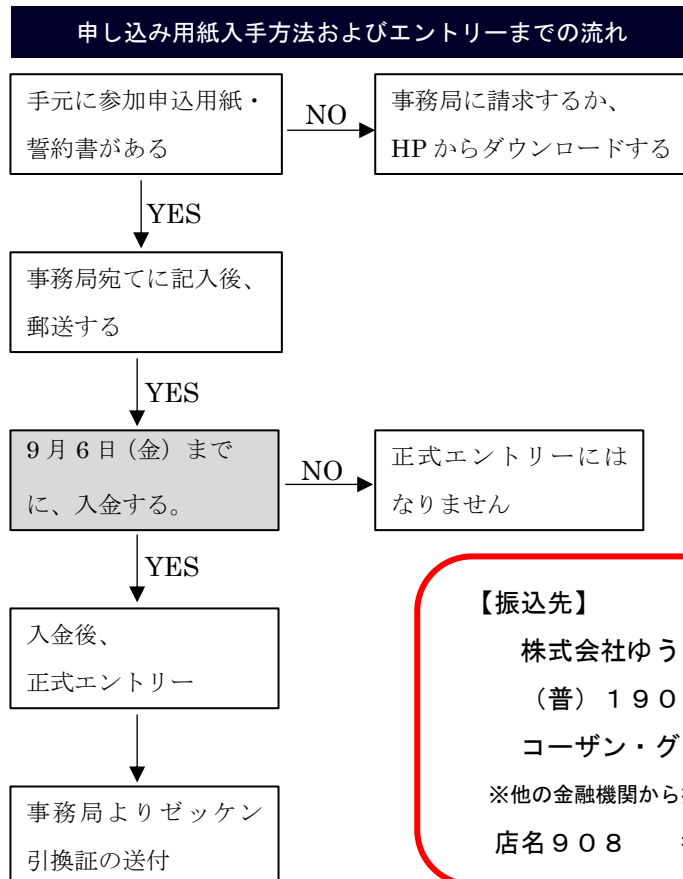 申し込み用紙入手方法およびエントリーまでの流れ
手元に参加申込用紙・
誓約書がある
NO
事務局に請求するか、
HP からダウンロードする
YES
事務局宛てに記入後、
郵送する
YES
9 月 6 日（金）まで
に、入金する。
NO
正式エントリーには
なりません
YES
入金後、
正式エントリー
事務局よりゼッケン
引換証の送付
【振込先】
株式会社ゆう
（普）１９０
コーザン・グ
※他の金融機関から
店名９０８